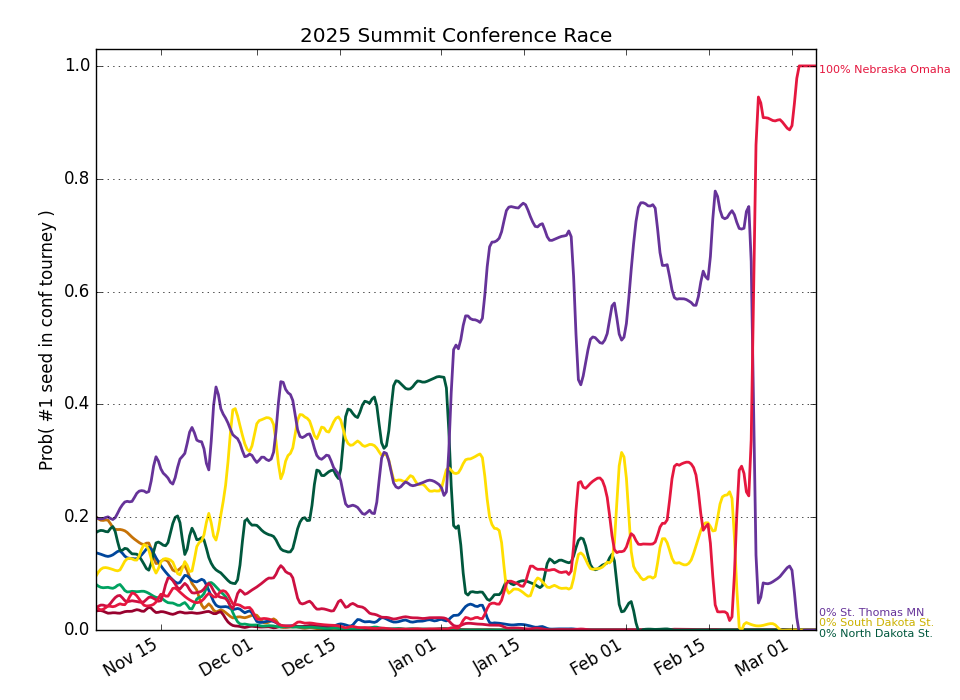 2025 Summit Conference Race
Prob( #1 seed in conf tourney )
1.0
0.8
0.6
0.4
0.2
0.0
Nov 15
Dec 01
Dec 15
Jan 01
Jan 15
Feb 01
Feb 15
Mar 01
100% Nebraska Omaha
0% St. Thomas MN
0% South Dakota St.
0% North Dakota St.